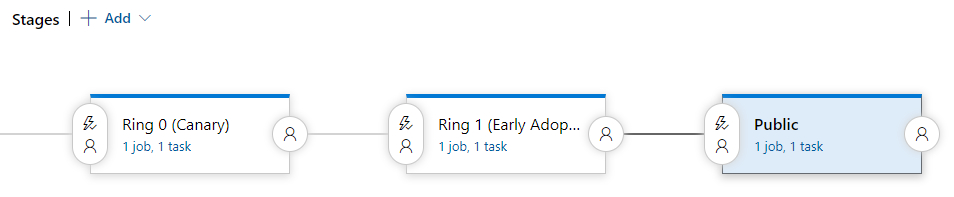 Stages | Add
Ring 0 (Canary)
1 job, 1 task
Ring 1 (Early Adop...
1 job, 1 task
Public
1 job, 1 task